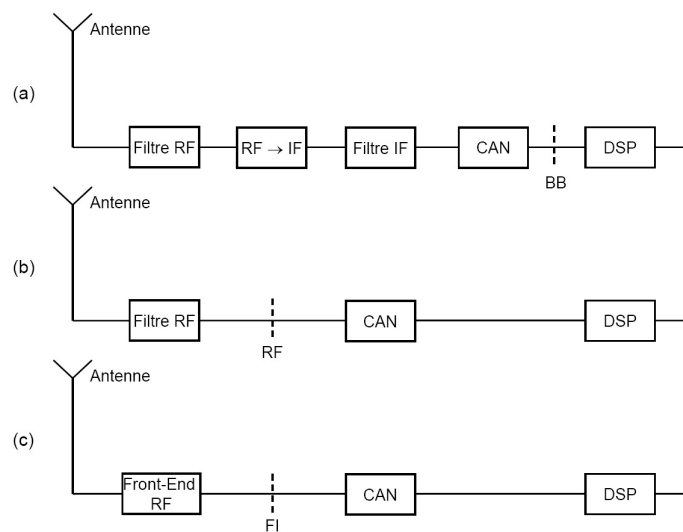 Antenne
(a)
Filtre RF
RF → IF
Filtre IF
CAN
DSP
BB
Antenne
(b)
Filtre RF
CAN
DSP
RF
Antenne
(c)
Front-End
RF
CAN
DSP
FI